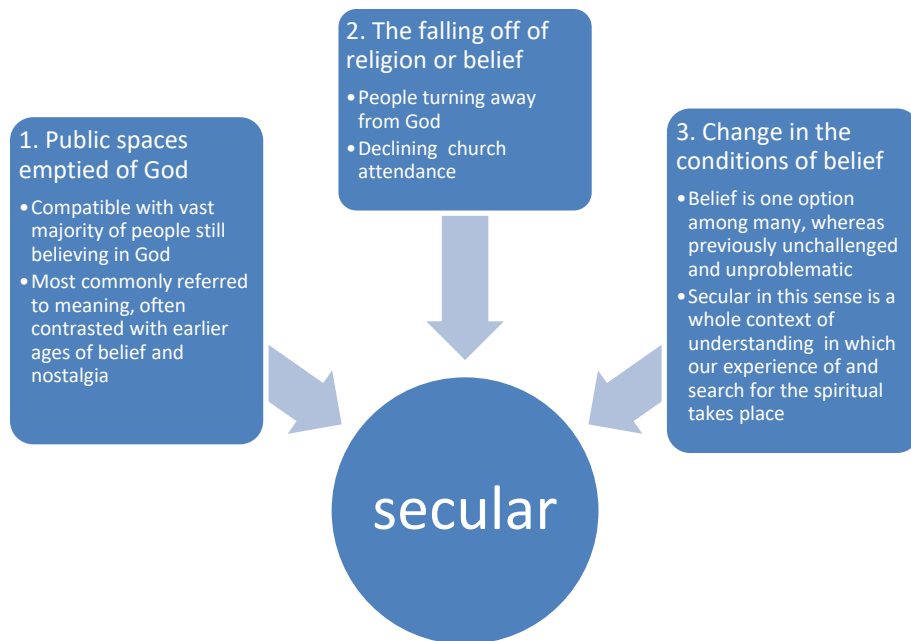 1. Public spaces
emptied of God
•Compatible with vast
majority of people still
believing in God
•Most commonly referred
to meaning, often
contrasted with earlier
ages of belief and
nostalgia
2. The falling off of
religion or belief
•People turning away
from God
•Declining church
attendance
3. Change in the
conditions of belief
•Belief is one option
among many, whereas
previously unchallenged
and unproblematic
•Secular in this sense is a
whole context of
understanding in which
our experience of and
search for the spiritual
takes place
secular